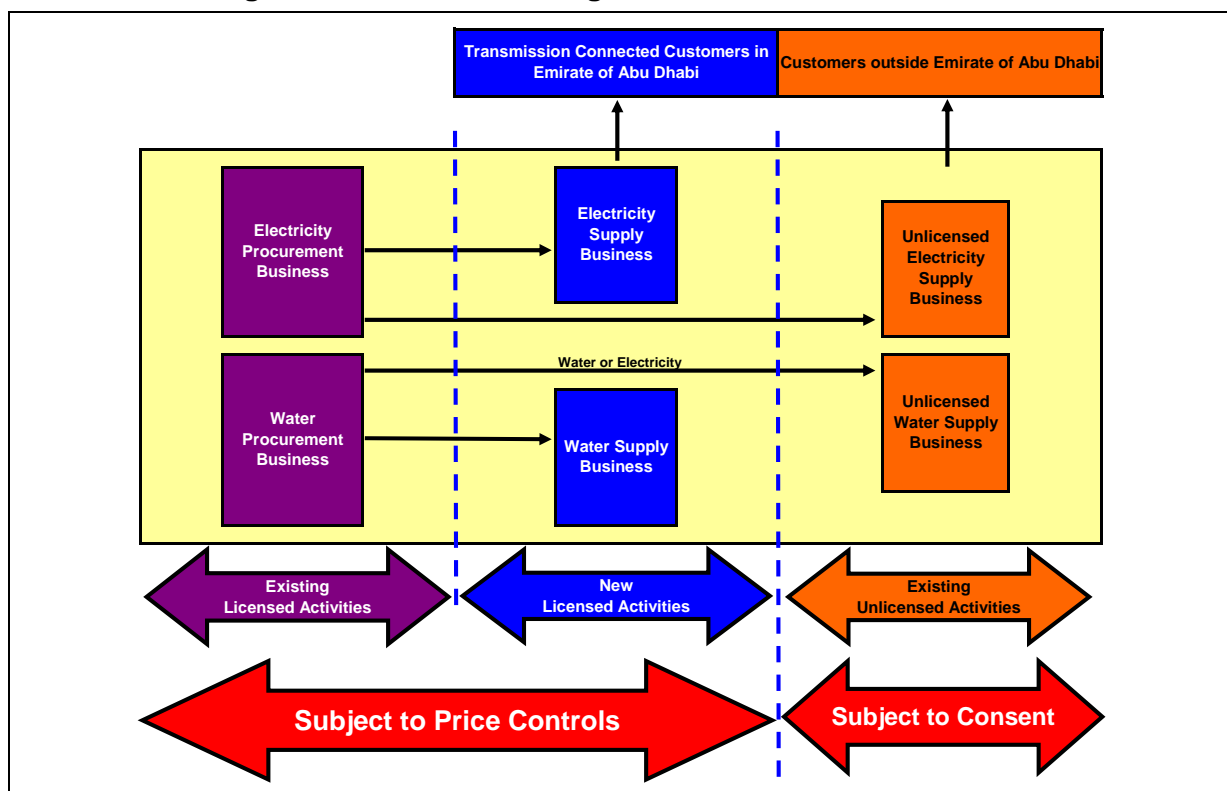 Transmission Connected Customers in
Emirate of Abu Dhabi
Customers outside Emirate of Abu Dhabi
Electricity
Procurement
Business
Electricity
Supply
Business
Unlicensed
Electricity
Supply
Business
Water or Electricity
Water
Procurement
Business
Water Supply
Business
Unlicensed
Water Supply
Business
Existing
Licensed Activities
New
Licensed Activities
Existing
Unlicensed Activities
Subject to Price Controls
Subject to Consent